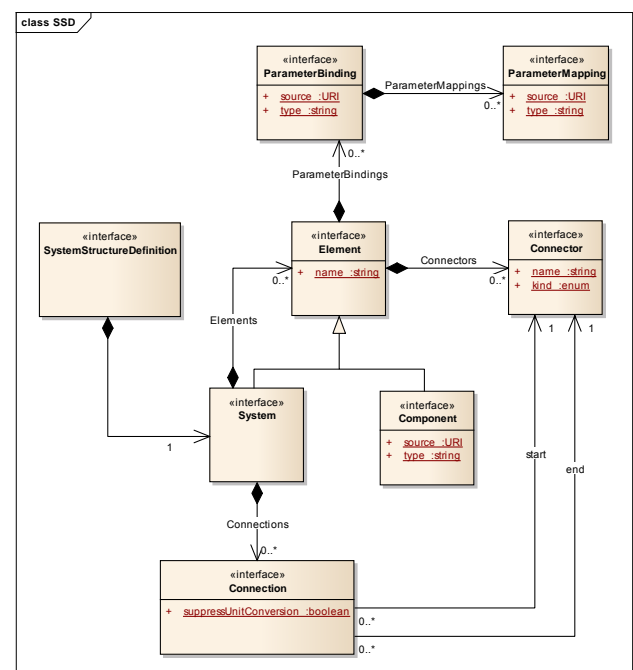 class SSD
«interface»
ParameterBinding
+ source :URI
+ type :string
ParameterMappings
0..*
«interface»
ParameterMapping
+ source :URI
+ type :string
0..*
ParameterBindings
«interface»
SystemStructureDefinition
«interface»
Element
+ name :string
Connectors
0..*
0..*
«interface»
Connector
+ name :string
+ kind :enum
Elements
1
1
«interface»
System
«interface»
Component
+ source :URI
+ type :string
1
start
end
Connections
0..*
«interface»
Connection
+ suppressUnitConversion :boolean
0..*
0..*